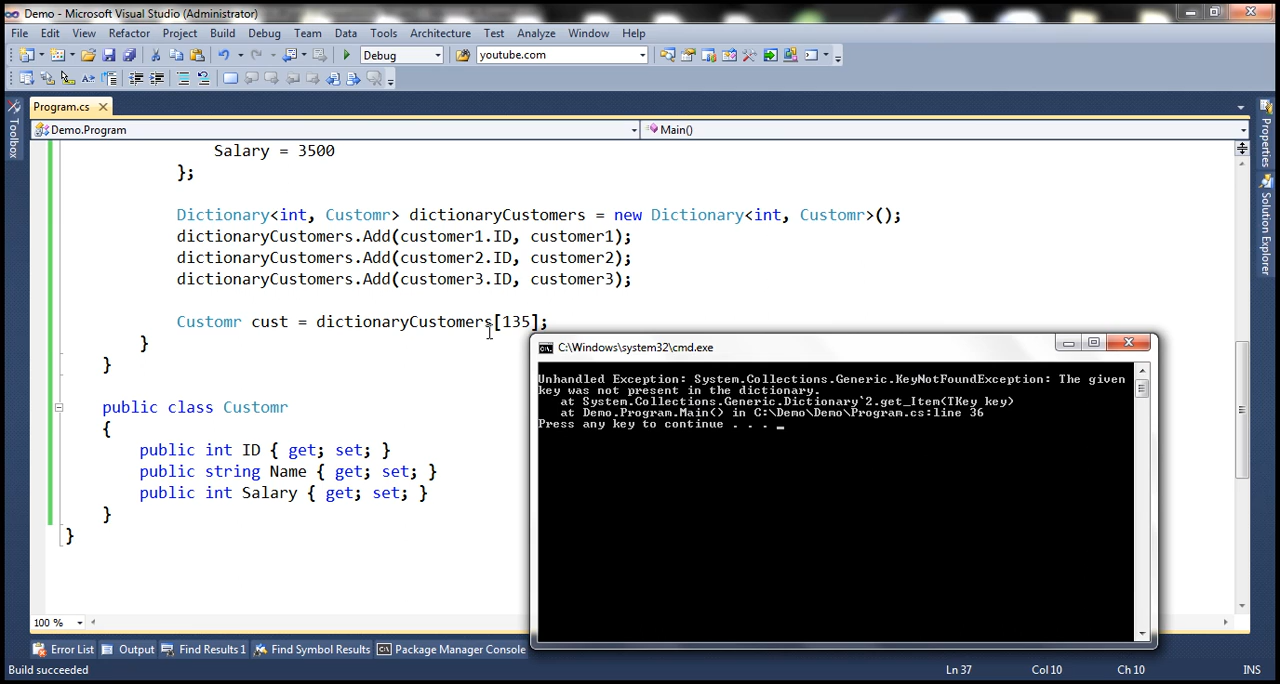 Demo - Microsoft Visual Studio (Administrator)
File Edit View Refactor Project Build Debug Team Data Tools Architecture Test Analyze Window Help
Debug youtube.com
Program.cs
Demo.Program Main()
Toolbox
Properties
Solution Explorer
Salary = 3500
};
Dictionary<int, Customr> dictionaryCustomers = new Dictionary<int, Customr>();
dictionaryCustomers.Add(customer1.ID, customer1);
dictionaryCustomers.Add(customer2.ID, customer2);
dictionaryCustomers.Add(customer3.ID, customer3);
Customr cust = dictionaryCustomers[135];
}
}
public class Customr
{
public int ID { get; set; }
public string Name { get; set; }
public int Salary { get; set; }
}
}
C:\Windows\system32\cmd.exe
Unhandled Exception: System.Collections.Generic.KeyNotFoundException: The given
key was not present in the dictionary.
at System.Collections.Generic.Dictionary`2.get_Item(TKey key)
at Demo.Program.Main() in C:\Demo\Demo\Program.cs:line 36
Press any key to continue . . . _
100 %
Error List Output Find Results 1 Find Symbol Results Package Manager Console
Build succeeded Ln 37 Col 10 Ch 10 INS